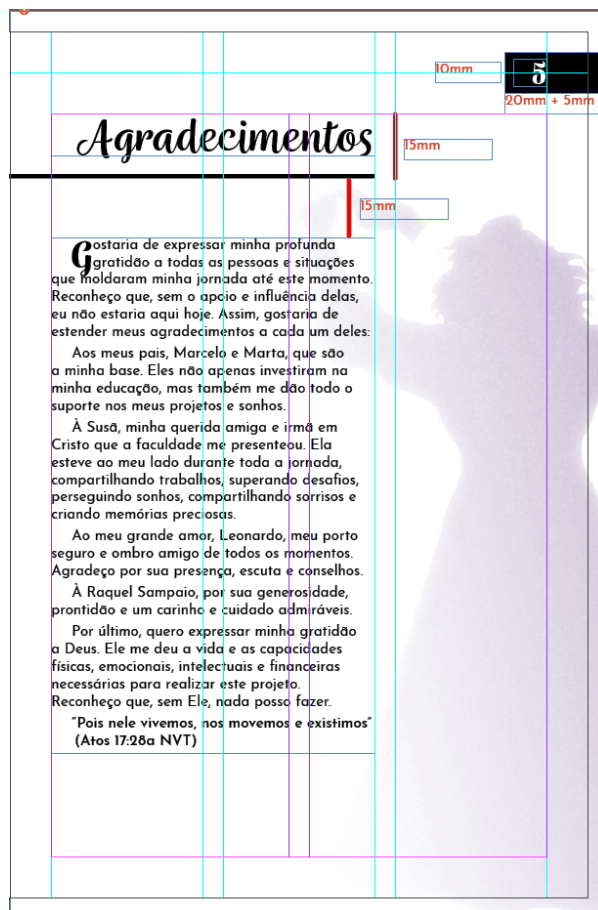 10mm
5
20mm + 5mm
Agradecimentos
15mm
15mm
Gostaria de expressar minha profunda
gratidão a todas as pessoas e situações
que moldaram minha jornada até este momento.
Reconheço que, sem o apoio e influência delas,
eu não estaria aqui hoje. Assim, gostaria de
estender meus agradecimentos a cada um deles:
Aos meus pais, Marcelo e Marta, que são
a minha base. Eles não apenas investiram na
minha educação, mas também me dão todo o
suporte nos meus projetos e sonhos.
À Susã, minha querida amiga e irmã em
Cristo que a faculdade me presenteou. Ela
esteve ao meu lado durante toda a jornada,
compartilhando trabalhos, superando desafios,
perseguindo sonhos, compartilhando sorrisos e
criando memórias preciosas.
Ao meu grande amor, Leonardo, meu porto
seguro e ombro amigo de todos os momentos.
Agradeço por sua presença, escuta e conselhos.
À Raquel Sampaio, por sua generosidade,
prontidão e um carinho e cuidado admiráveis.
Por último, quero expressar minha gratidão
a Deus. Ele me deu a vida e as capacidades
físicas, emocionais, intelectuais e financeiras
necessárias para realizar este projeto.
Reconheço que, sem Ele, nada posso fazer.
"Pois nele vivemos, nos movemos e existimos"
(Atos 17:28a NVT)